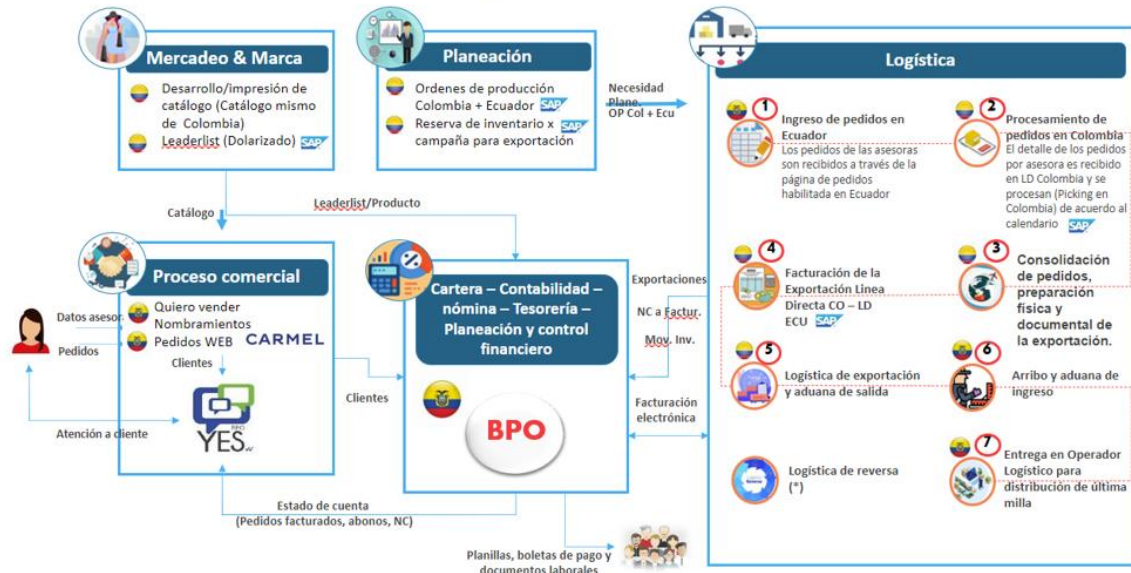 Mercadeo & Marca
Desarrollo/impresión de
catálogo (Catálogo mismo
de Colombia)
Leaderlist (Dolarizado) SAP
Planeación
Ordenes de producción
Colombia + Ecuador SAP
Reserva de inventario x SAP
campaña para exportación
Necesidad
Plane.
OP Col + Ecu
Logística
1
Ingreso de pedidos en
Ecuador
Los pedidos de las asesoras
son recibidos a través de la
página de pedidos
habilitada en Ecuador
2
Procesamiento de
pedidos en Colombia
El detalle de los pedidos
por asesora es recibido
en LD Colombia y se
procesan (Picking en
Colombia) de acuerdo al
calendario SAP
3
Consolidación
de pedidos,
preparación
física y
documental de
la exportación.
4
Facturación de la
Exportación Linea
Directa CO – LD
ECU SAP
5
Logística de exportación
y aduana de salida
6
Arribo y aduana de
ingreso
7
Entrega en Operador
Logístico para
distribución de última
milla
Logística de reversa
(*)
Catálogo
Leaderlist/Producto
Proceso comercial
Quiero vender
Nombramientos
Pedidos WEB CARMEL
Clientes
YES
Datos asesor
Pedidos
Atención a cliente
Clientes
Cartera – Contabilidad –
nómina – Tesorería –
Planeación y control
financiero
BPO
Exportaciones
NC a Factur.
Mov. Inv.
Facturación
electrónica
Estado de cuenta
(Pedidos facturados, abonos, NC)
Planillas, boletas de pago y
documentos laborales